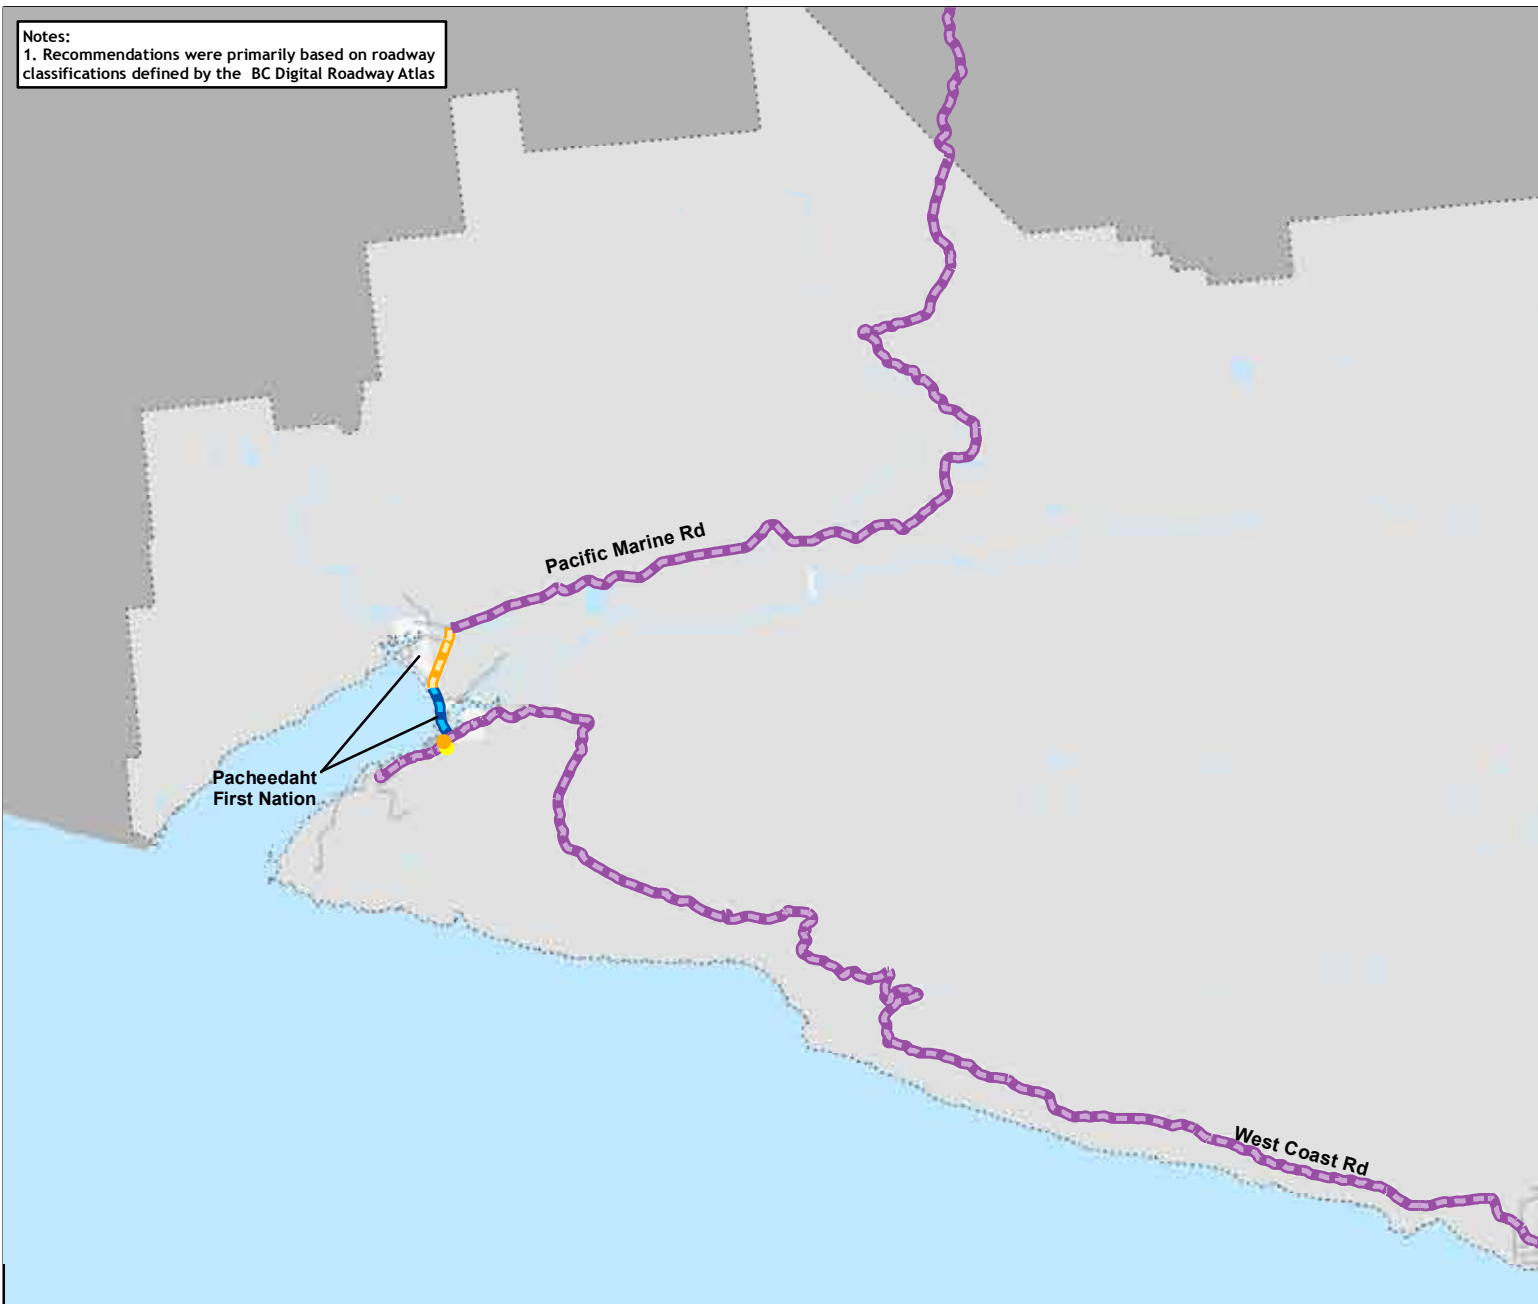 Notes:
1. Recommendations were primarily based on roadway
classifications defined by the BC Digital Roadway Atlas
Pacific Marine Rd
Pacheedaht
First Nation
West Coast Rd